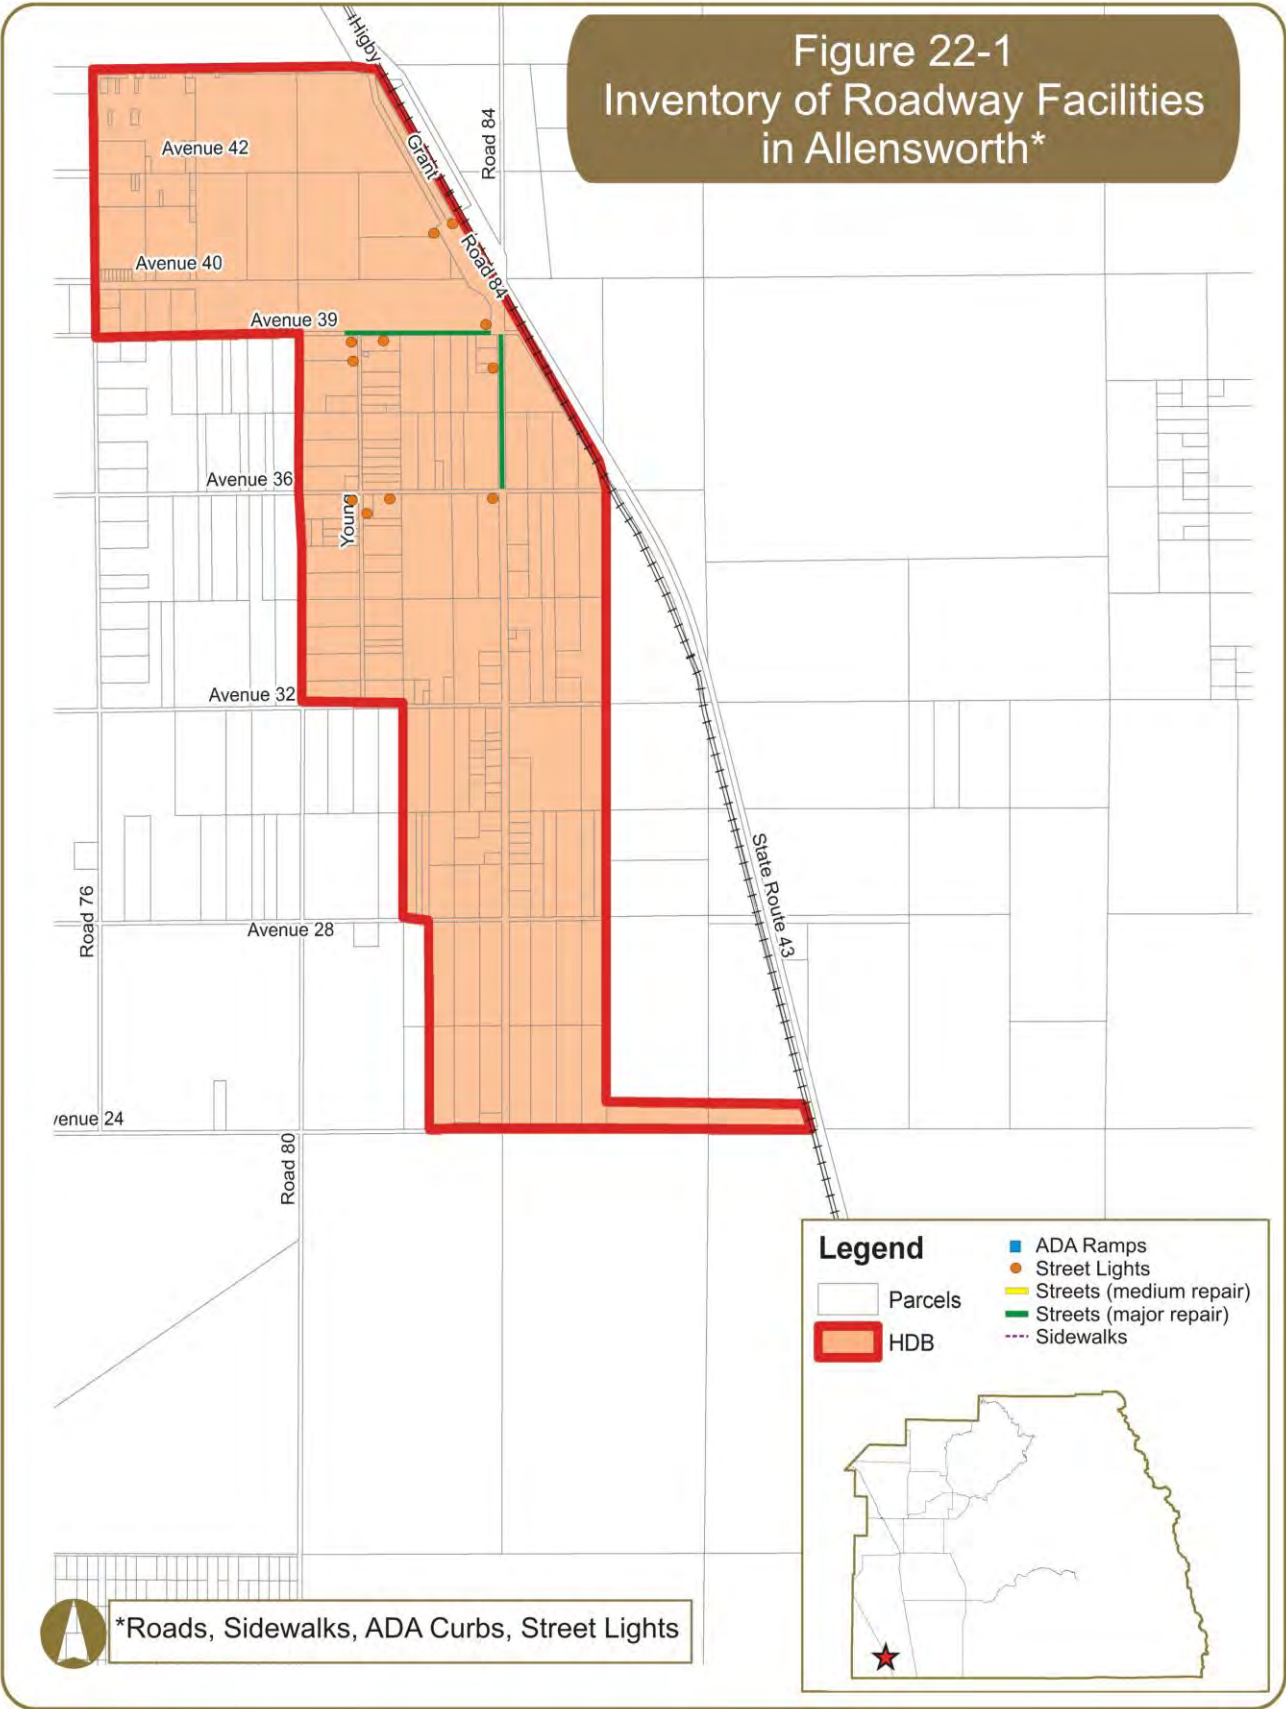 Figure 22-1
Inventory of Roadway Facilities
in Allensworth*
Higby
Grant
Road 84
Road 84
Avenue 42
Avenue 40
Avenue 39
Avenue 36
Young
Avenue 32
State Route 43
Road 76
Avenue 28
venue 24
Road 80
Legend
Parcels
HDB
ADA Ramps
Street Lights
Streets (medium repair)
Streets (major repair)
Sidewalks
*Roads, Sidewalks, ADA Curbs, Street Lights